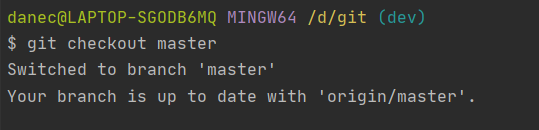 danec@LAPTOP-SGODB6MQ MINGW64 /d/git (dev)
$ git checkout master
Switched to branch 'master'
Your branch is up to date with 'origin/master'.